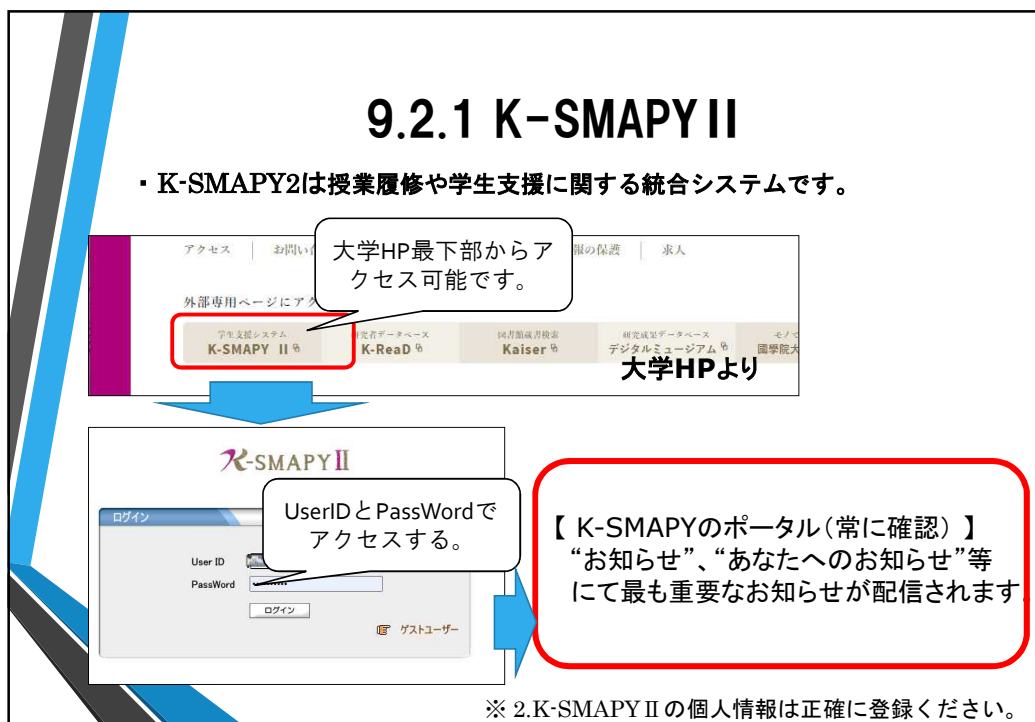 9.2.1 K-SMAPYⅡ
・K-SMAPY2は授業履修や学生支援に関する統合システムです。
アクセス お問い 報の保護 求人
大学HP最下部からア
クセス可能です。
外部専用ページにアク
学生支援システム 研究者データベース 図書館蔵書検索 研究成果データベース モノで
K-SMAPY II K-ReaD Kaiser デジタルミュージアム 國學院大
大学HPより
K-SMAPYⅡ
ログイン
UserIDとPassWordで
アクセスする。
User ID
PassWord
ログイン
ゲストユーザー
【 K-SMAPYのポータル(常に確認) 】
“お知らせ”、“あなたへのお知らせ”等
にて最も重要なお知らせが配信されます.
※ 2.K-SMAPYⅡの個人情報は正確に登録ください。